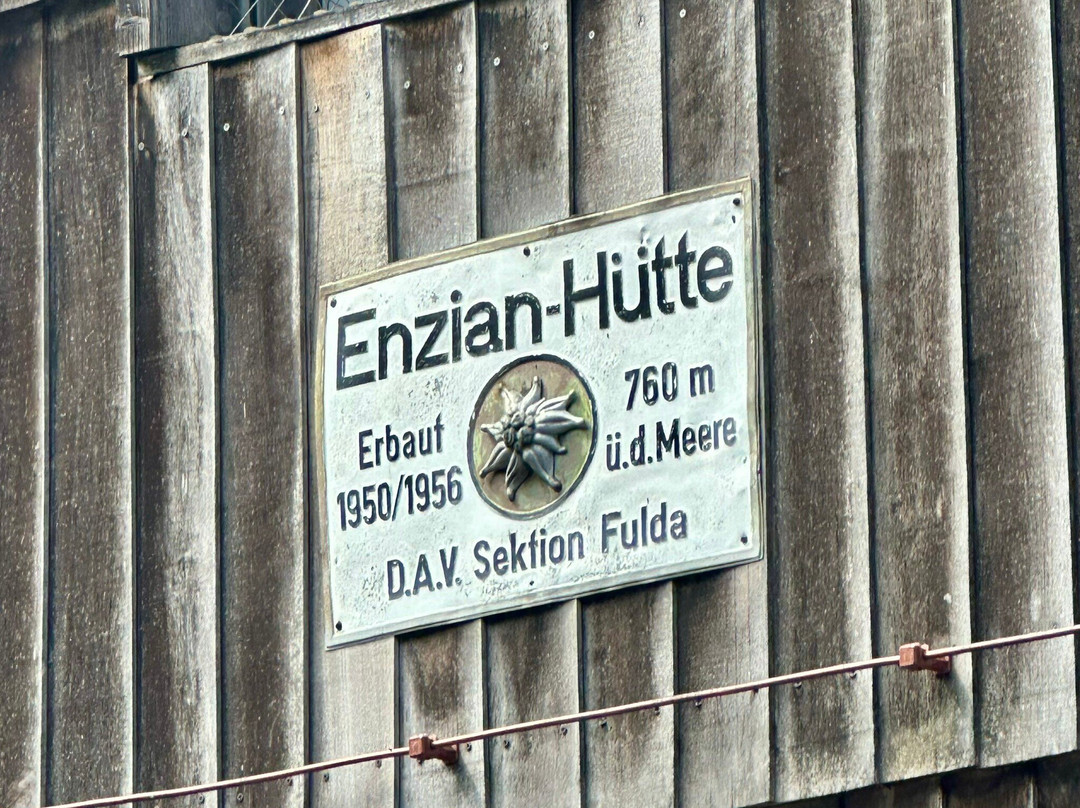 Enzian-Hütte
Erbaut
1950/1956
760 m
ü.d.Meere
D.A.V. Sektion Fulda